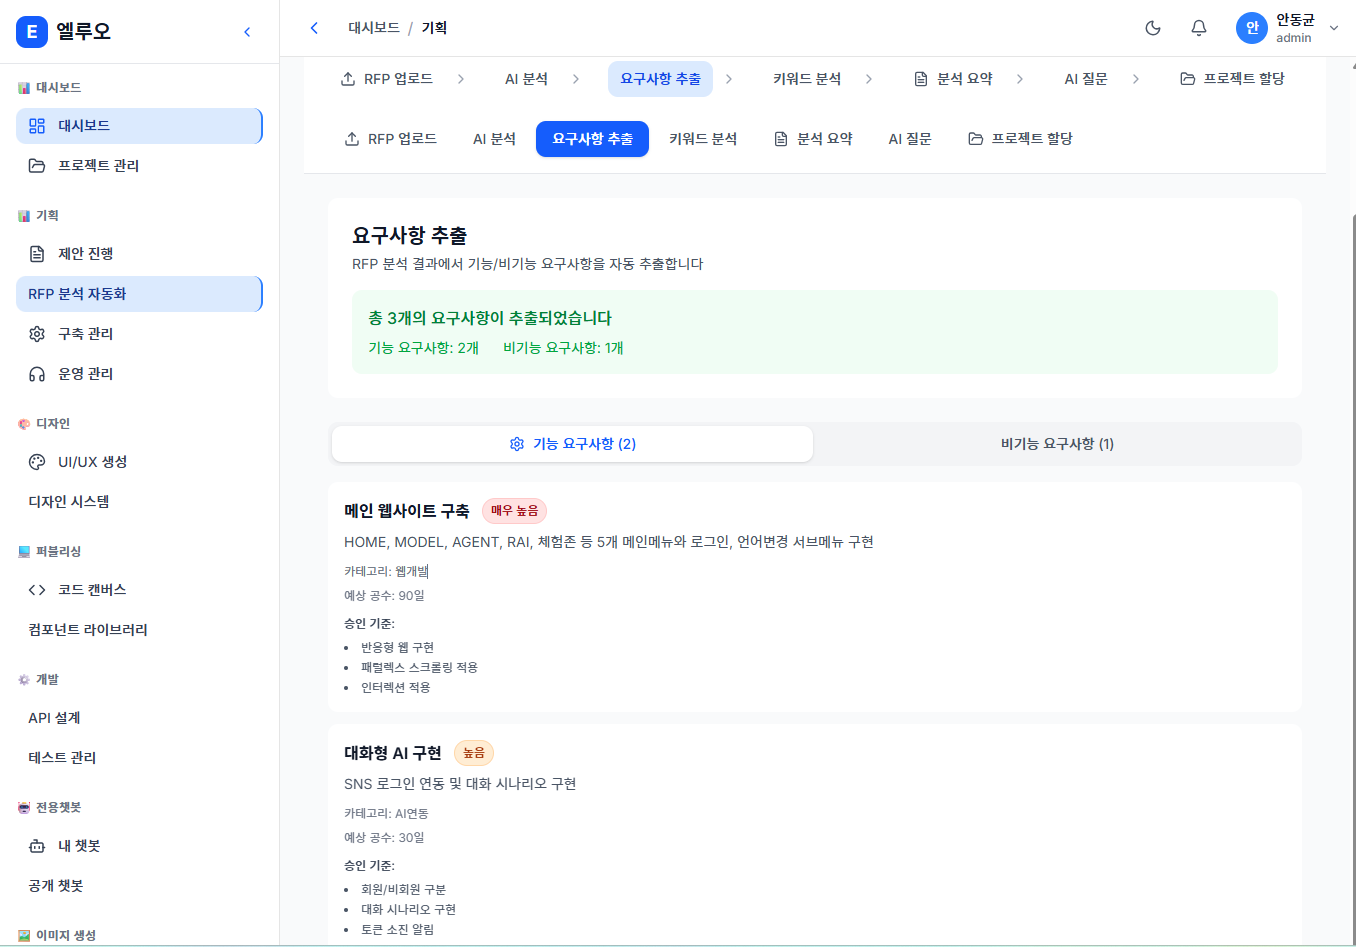 E 엘루오
대시보드 / 기획
안 안동균
admin
대시보드
대시보드
프로젝트 관리
기획
제안 진행
RFP 분석 자동화
구축 관리
운영 관리
디자인
UI/UX 생성
디자인 시스템
퍼블리싱
코드 캔버스
컴포넌트 라이브러리
개발
API 설계
테스트 관리
전용챗봇
내 챗봇
공개 챗봇
이미지 생성
RFP 업로드 AI 분석 요구사항 추출 키워드 분석 분석 요약 AI 질문 프로젝트 할당
RFP 업로드 AI 분석 요구사항 추출 키워드 분석 분석 요약 AI 질문 프로젝트 할당
요구사항 추출
RFP 분석 결과에서 기능/비기능 요구사항을 자동 추출합니다
총 3개의 요구사항이 추출되었습니다
기능 요구사항: 2개 비기능 요구사항: 1개
기능 요구사항 (2) 비기능 요구사항 (1)
메인 웹사이트 구축 매우 높음
HOME, MODEL, AGENT, RAI, 체험존 등 5개 메인메뉴와 로그인, 언어변경 서브메뉴 구현
카테고리: 웹개발
예상 공수: 90일
승인 기준:
• 반응형 웹 구현
• 패럴렉스 스크롤링 적용
• 인터렉션 적용
대화형 AI 구현 높음
SNS 로그인 연동 및 대화 시나리오 구현
카테고리: AI연동
예상 공수: 30일
승인 기준:
• 회원/비회원 구분
• 대화 시나리오 구현
• 토큰 소진 알림